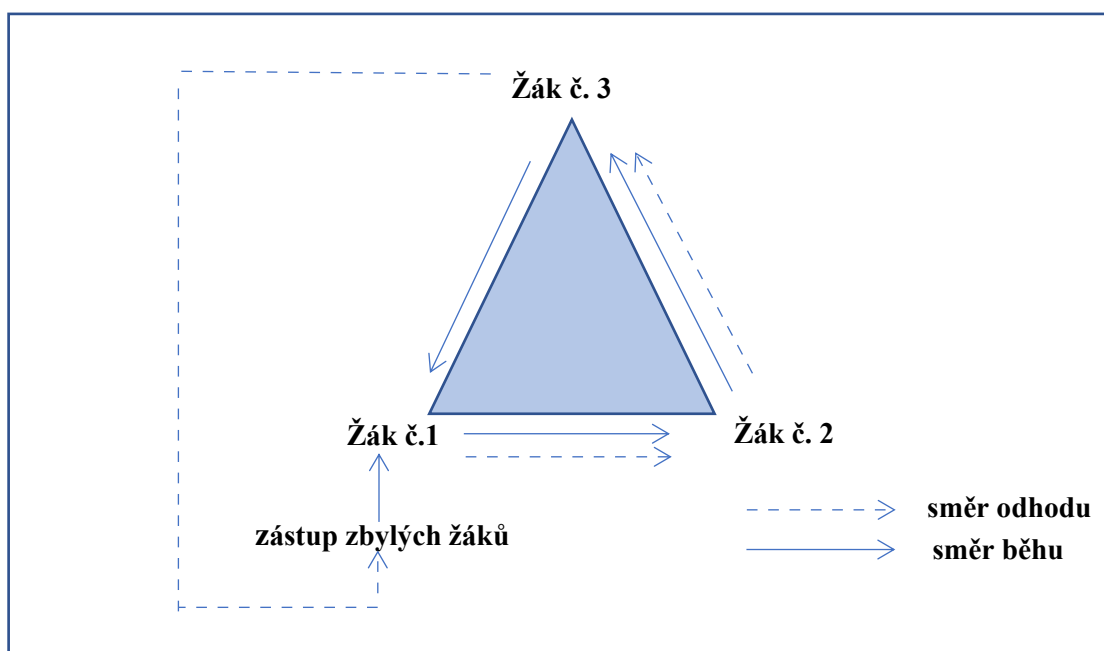 Žák č. 3
Žák č.1
Žák č. 2
zástup zbylých žáků
směr odhodu
směr běhu